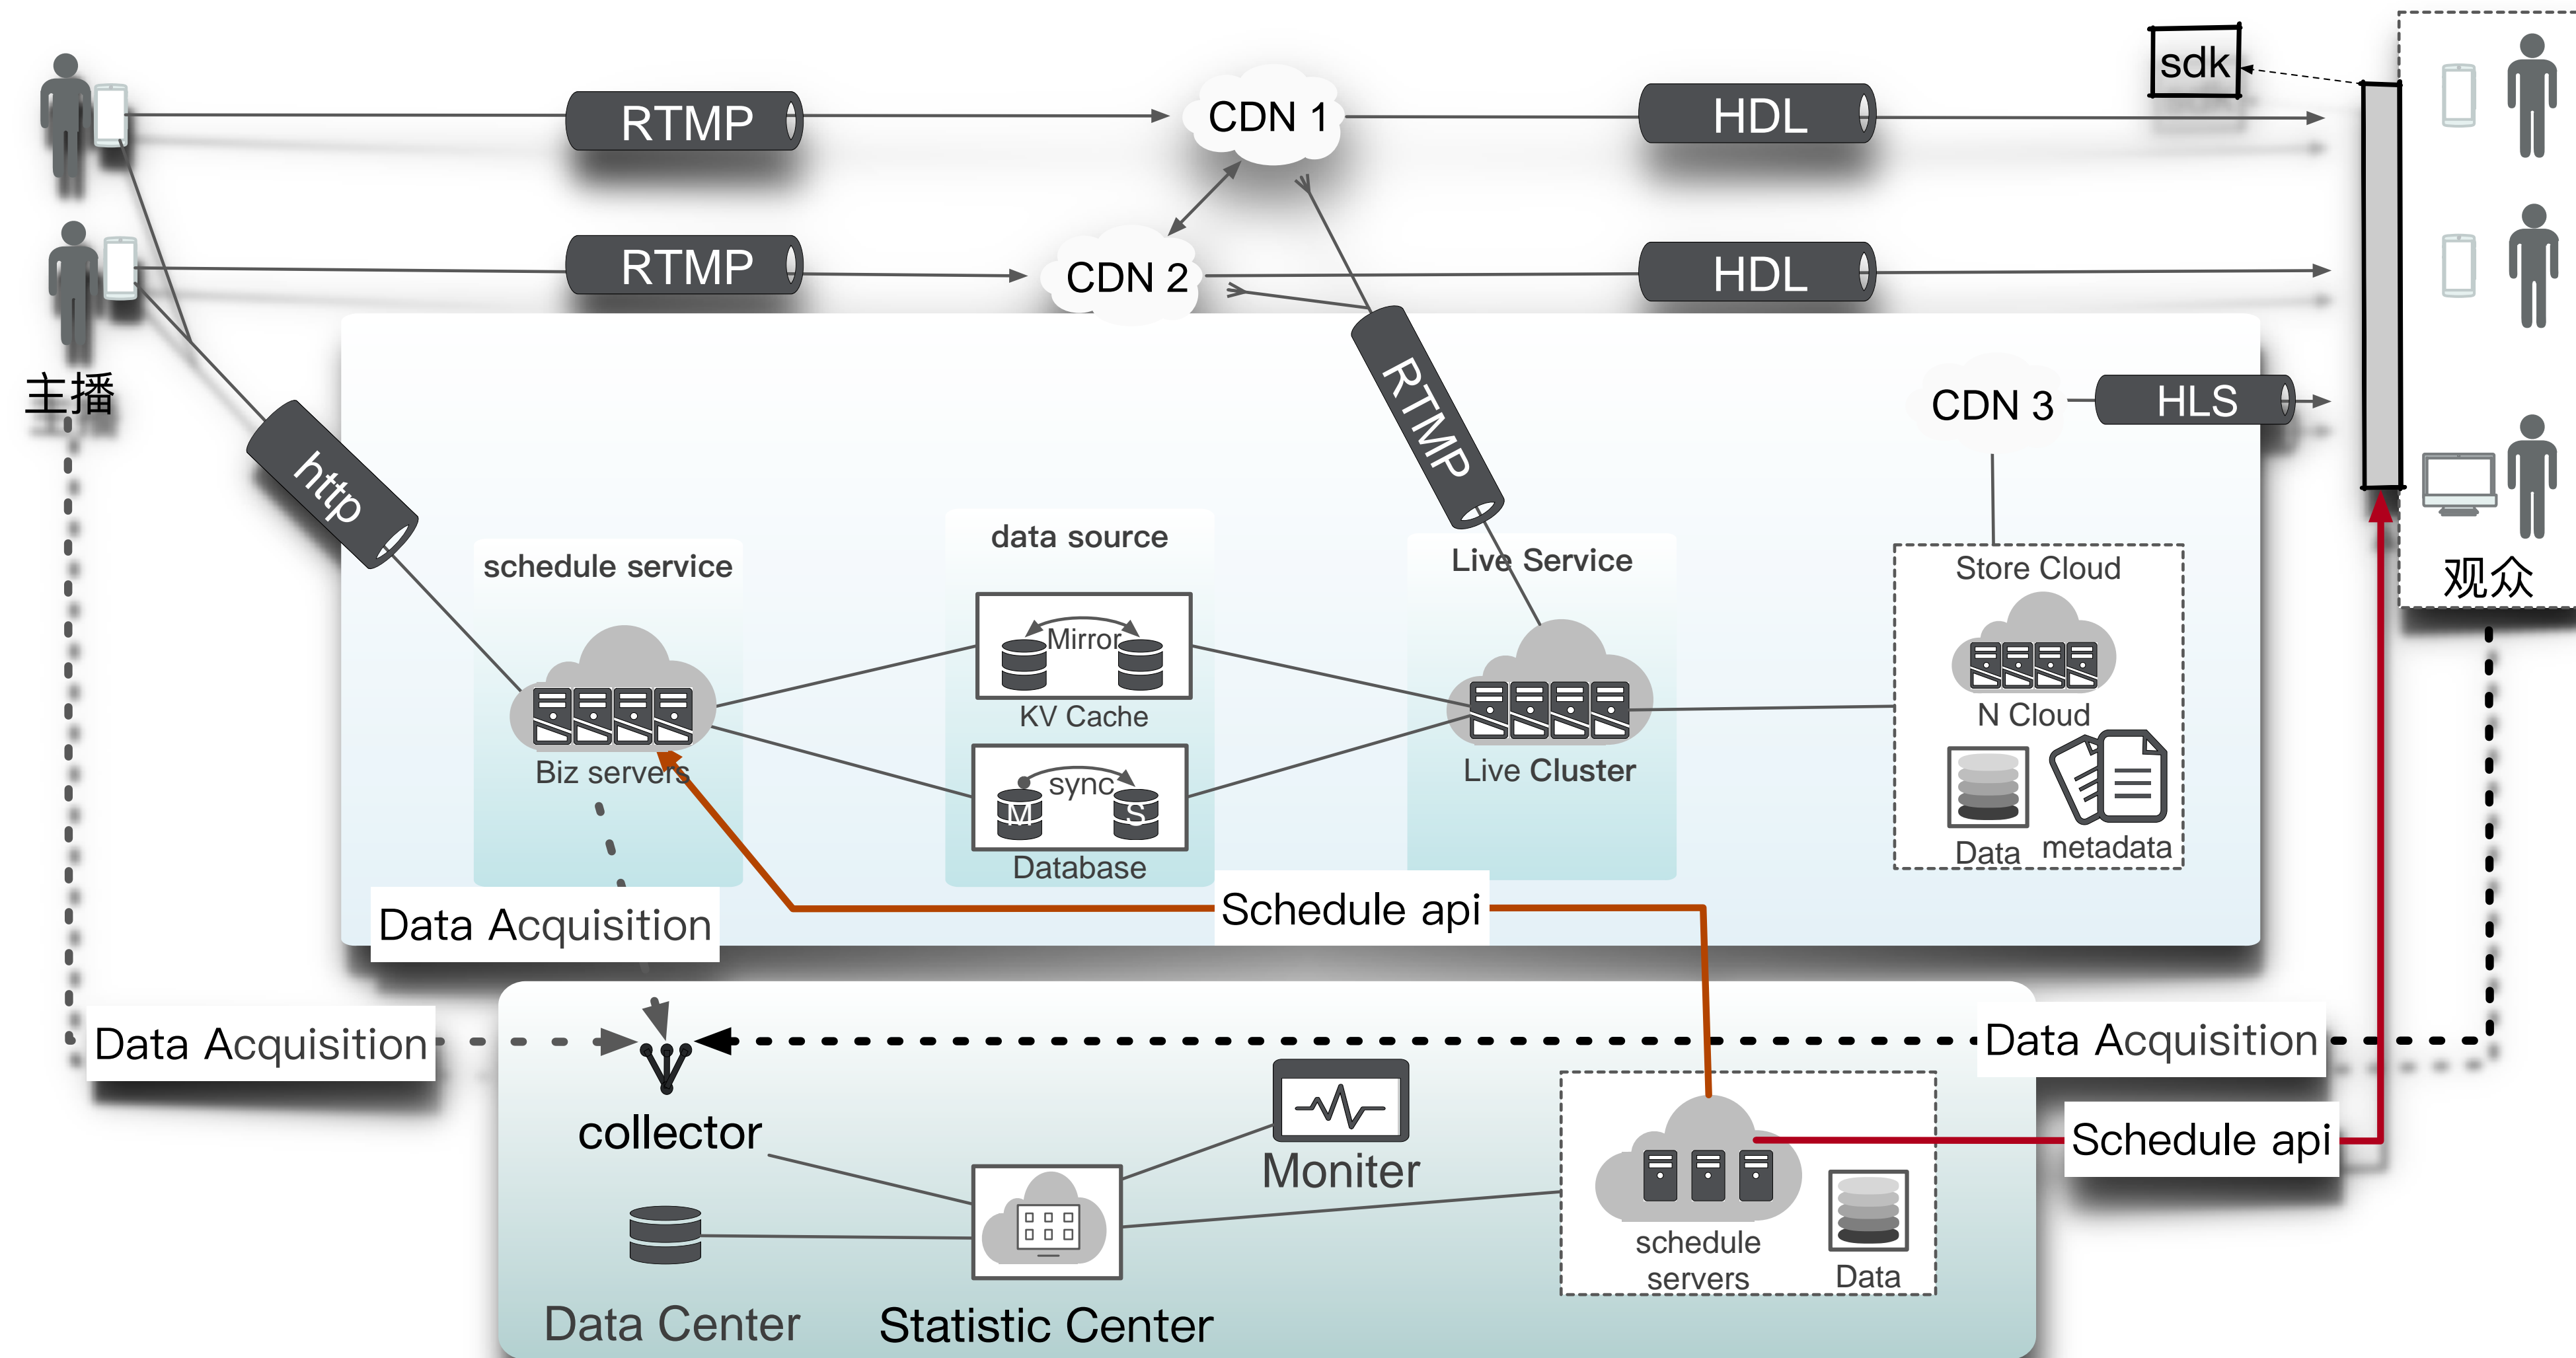 sdk
RTMP
CDN 1
HDL
RTMP
CDN 2
HDL
主播
http
RTMP
CDN 3
HLS
观众
schedule service
data source
Live Service
Store Cloud
Mirror
KV Cache
N Cloud
Biz servers
sync
M
S
Database
Live Cluster
Data
metadata
Data Acquisition
Schedule api
Data Acquisition
Data Acquisition
collector
Moniter
Schedule api
schedule
servers
Data
Data Center
Statistic Center